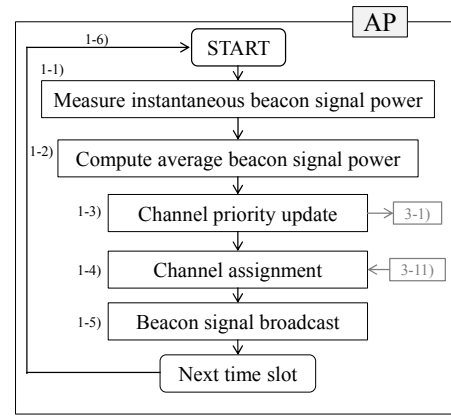 AP
1-6)
START
1-1)
Measure instantaneous beacon signal power
1-2)
Compute average beacon signal power
1-3)
Channel priority update
3-1)
1-4)
Channel assignment
3-11)
1-5)
Beacon signal broadcast
Next time slot